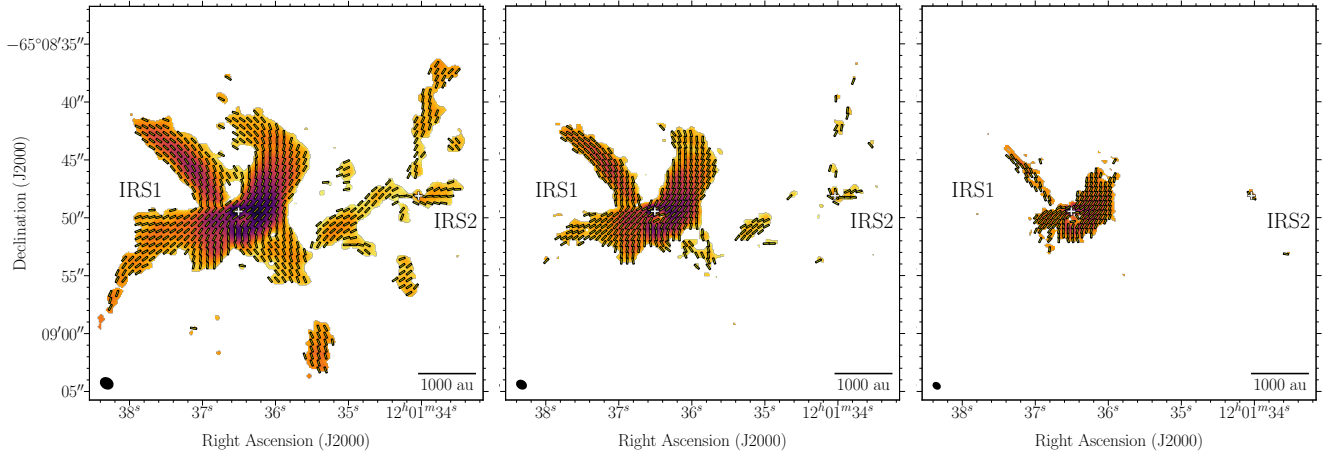 −65°08′35″
40″
45″
50″
55″
09′00″
05″
Declination (J2000)
IRS1
IRS2
1000 au
38ˢ 37ˢ 36ˢ 35ˢ 12ʰ01ᵐ34ˢ
Right Ascension (J2000)
IRS1
IRS2
1000 au
38ˢ 37ˢ 36ˢ 35ˢ 12ʰ01ᵐ34ˢ
Right Ascension (J2000)
IRS1
IRS2
1000 au
38ˢ 37ˢ 36ˢ 35ˢ 12ʰ01ᵐ34ˢ
Right Ascension (J2000)